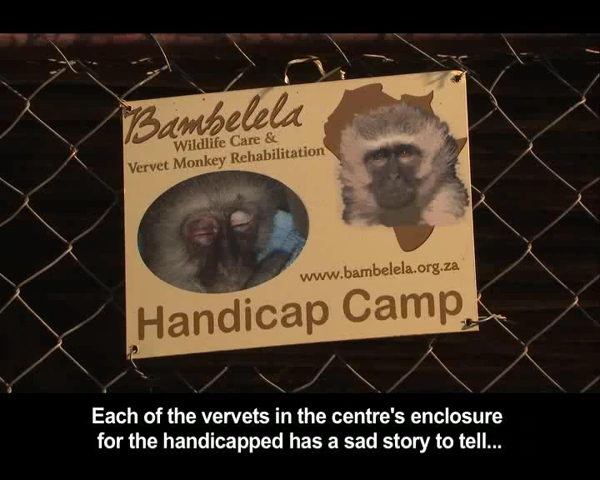 Bambelela
Wildlife Care &
Vervet Monkey Rehabilitation
www.bambelela.org.za
Handicap Camp
Each of the vervets in the centre's enclosure
for the handicapped has a sad story to tell...